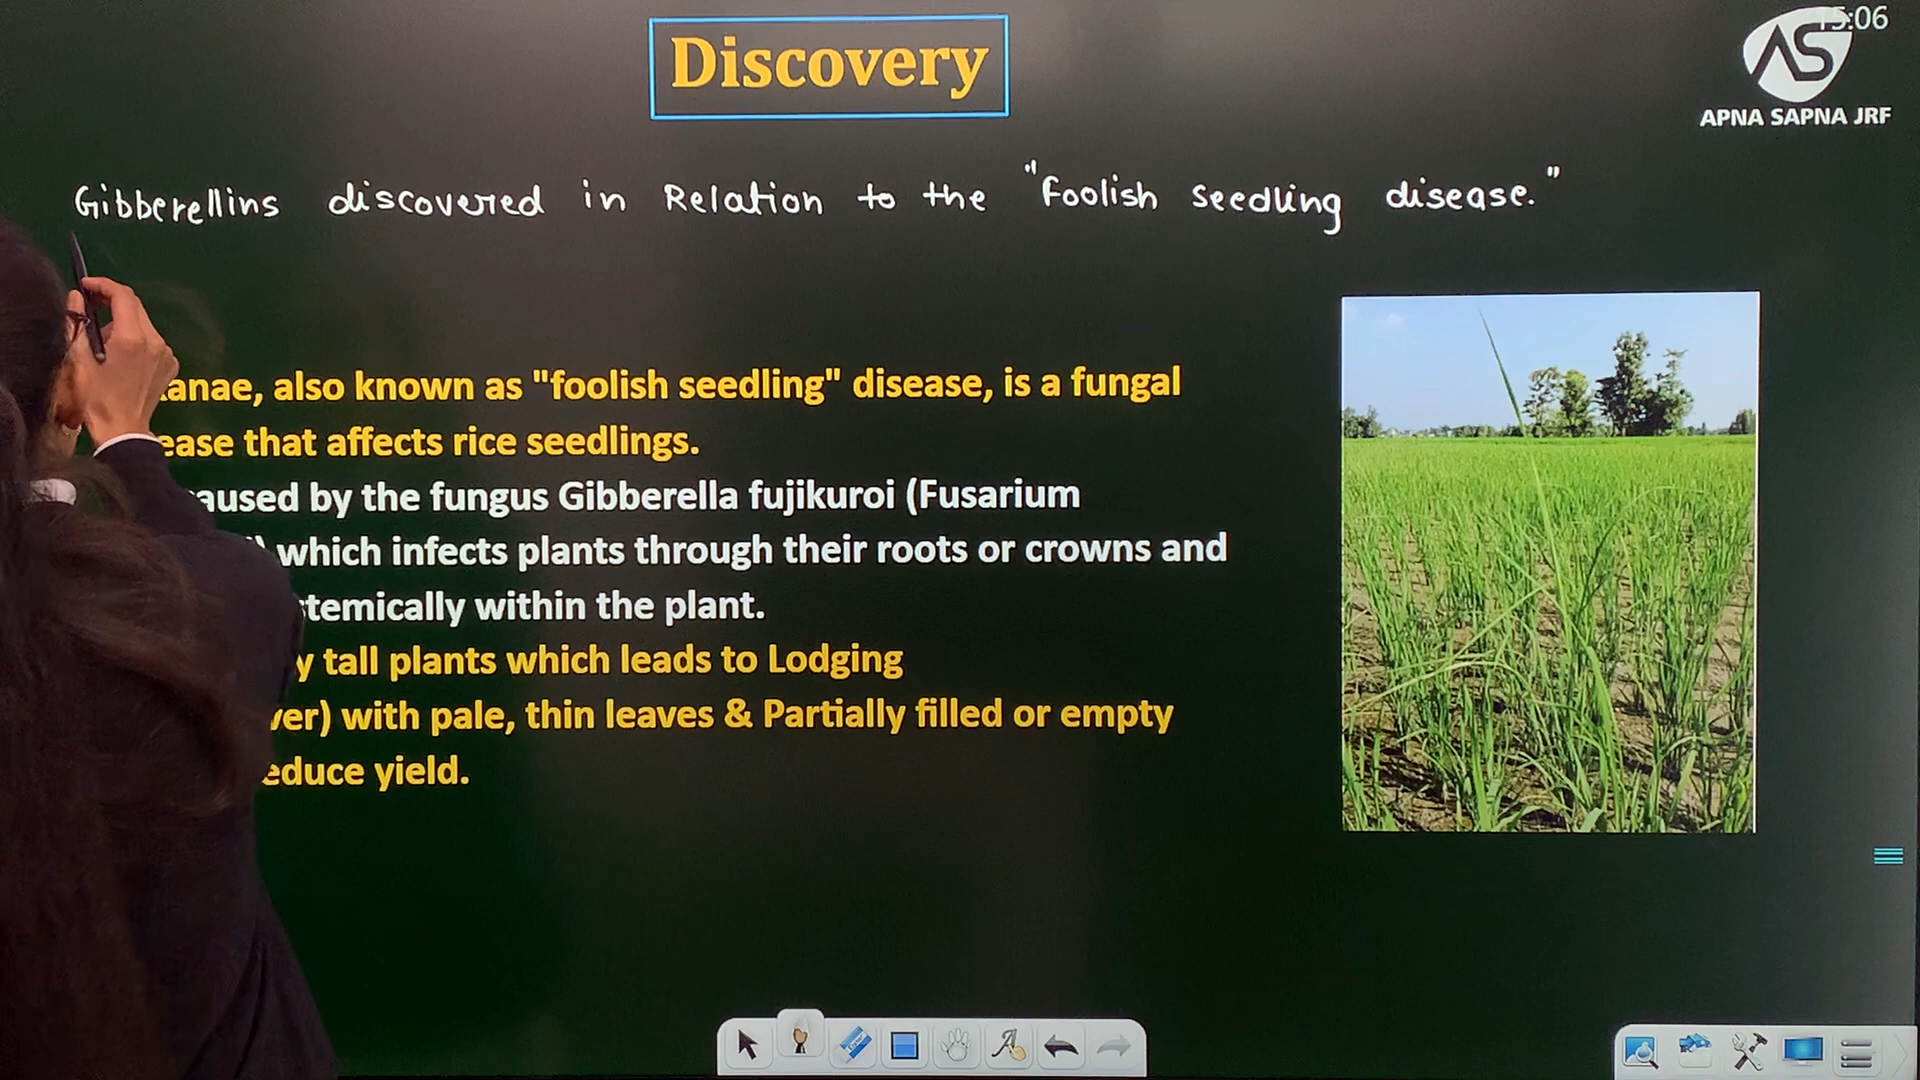 15:06
Discovery
APNA SAPNA JRF
Gibberellins discovered in Relation to the "foolish seedling disease."
anae, also known as "foolish seedling" disease, is a fungal
ease that affects rice seedlings.
aused by the fungus Gibberella fujikuroi (Fusarium
which infects plants through their roots or crowns and
temically within the plant.
y tall plants which leads to Lodging
ver) with pale, thin leaves & Partially filled or empty
educe yield.